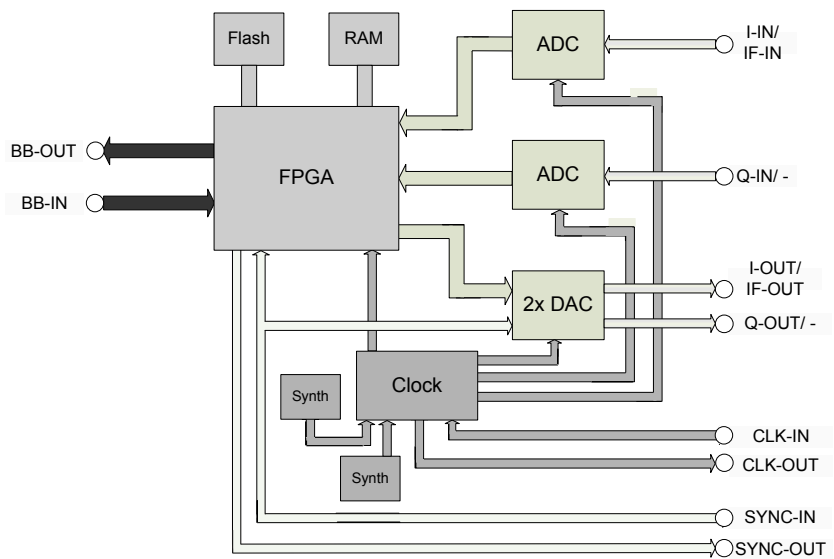 Flash
RAM
ADC
I-IN/
IF-IN
BB-OUT
FPGA
ADC
Q-IN/ -
BB-IN
I-OUT/
IF-OUT
2x DAC
Q-OUT/ -
Clock
Synth
CLK-IN
CLK-OUT
Synth
SYNC-IN
SYNC-OUT